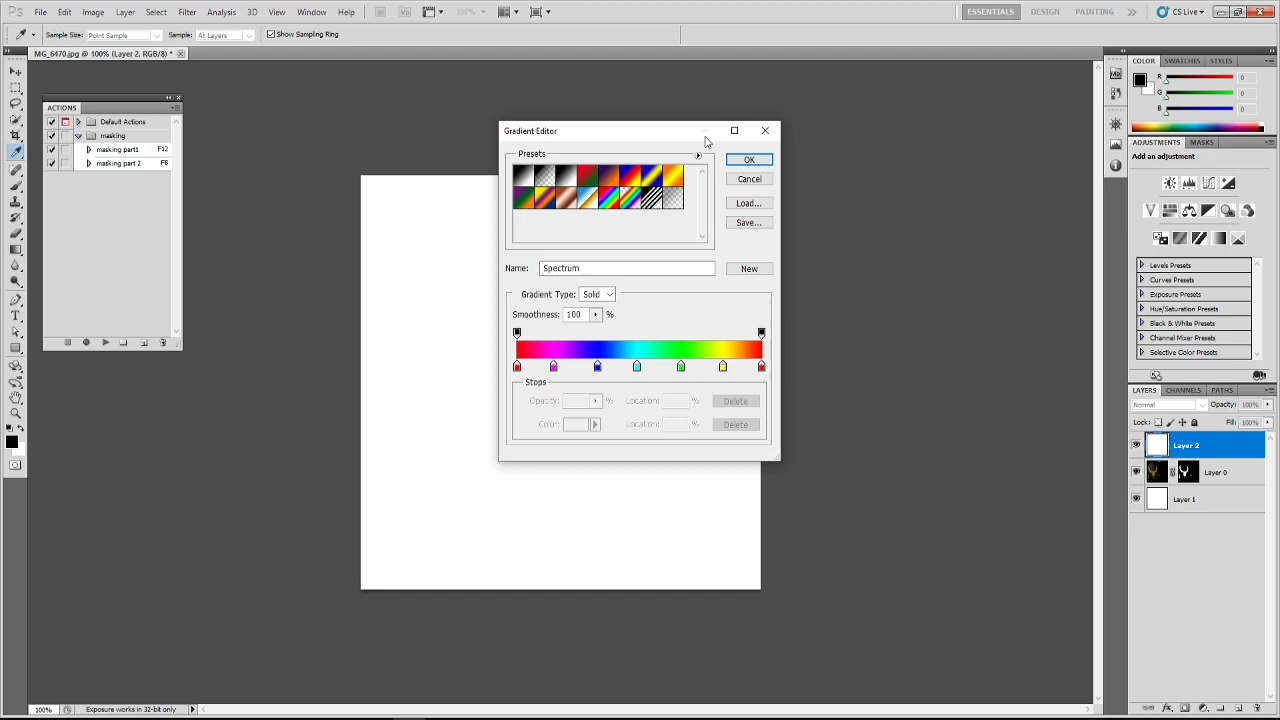 Ps File Edit Image Layer Select Filter Analysis 3D View Window Help Br Mb 100% ESSENTIALS DESIGN PAINTING CS Live
Sample Size: Point Sample Sample: All Layers Show Sampling Ring
MG_6470.jpg @ 100% (Layer 2, RGB/8) *
ACTIONS
Default Actions
masking
masking part1 F12
masking part 2 F8
Gradient Editor
Presets
OK
Cancel
Load...
Save...
Name: Spectrum New
Gradient Type: Solid
Smoothness: 100 %
Stops
Opacity: % Location: % Delete
Color: Location: % Delete
COLOR SWATCHES STYLES
R 0
G 0
B 0
ADJUSTMENTS MASKS
Add an adjustment
Levels Presets
Curves Presets
Exposure Presets
Hue/Saturation Presets
Black & White Presets
Channel Mixer Presets
Selective Color Presets
LAYERS CHANNELS PATHS
Normal Opacity: 100%
Lock: Fill: 100%
Layer 2
Layer 0
Layer 1
100% Exposure works in 32-bit only